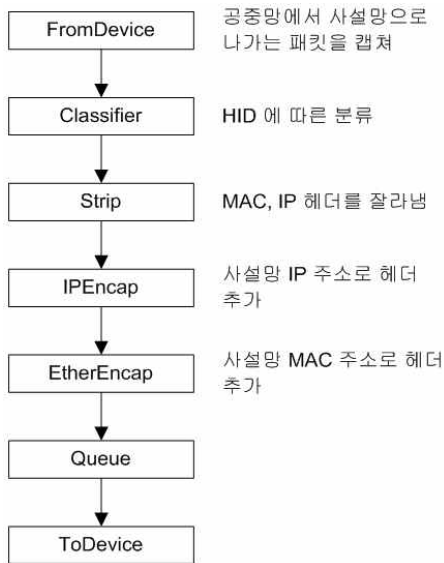 FromDevice
공중망에서 사설망으로
나가는 패킷을 캡쳐
Classifier
HID 에 따른 분류
Strip
MAC, IP 헤더를 잘라냄
IPEncap
사설망 IP 주소로 헤더
추가
EtherEncap
사설망 MAC 주소로 헤더
추가
Queue
ToDevice